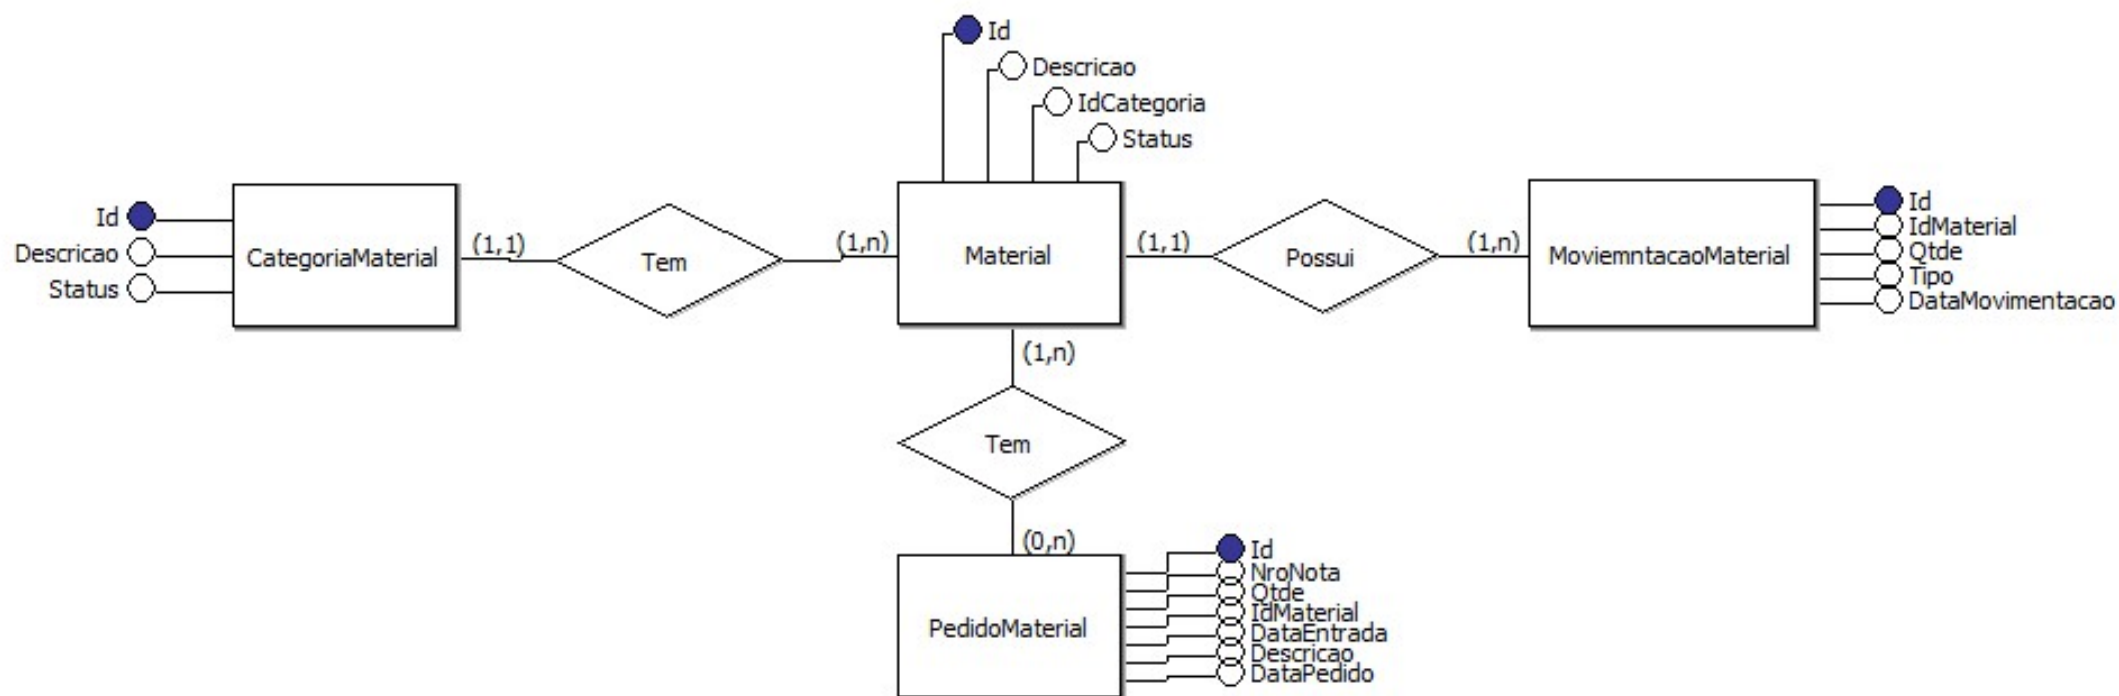 Id
Descricao
IdCategoria
Status
Id
Descricao
Status
CategoriaMaterial
(1,1)
Tem
(1,n)
Material
(1,1)
Possui
(1,n)
MoviemntacaoMaterial
Id
IdMaterial
Qtde
Tipo
DataMovimentacao
(1,n)
Tem
(0,n)
PedidoMaterial
Id
NroNota
Qtde
IdMaterial
DataEntrada
Descricao
DataPedido